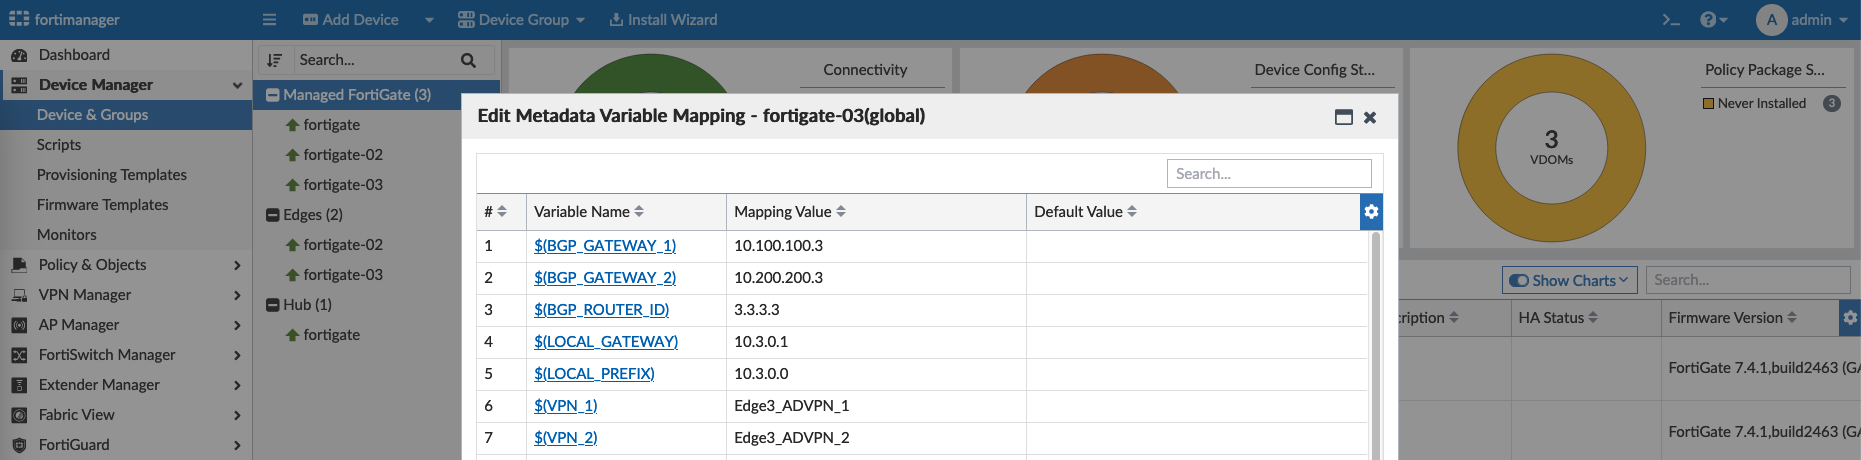 fortimanager
Add Device
Device Group
Install Wizard
admin
A
Dashboard
Device Manager
Device & Groups
Scripts
Provisioning Templates
Firmware Templates
Monitors
Policy & Objects
VPN Manager
AP Manager
FortiSwitch Manager
Extender Manager
Fabric View
FortiGuard
Search...
Managed FortiGate (3)
fortigate
fortigate-02
fortigate-03
Edges (2)
fortigate-02
fortigate-03
Hub (1)
fortigate
Connectivity
Device Config St...
3
VDOMs
Policy Package S...
Never Installed 3
Edit Metadata Variable Mapping - fortigate-03(global)
Search...
# Variable Name Mapping Value Default Value
1 $(BGP_GATEWAY_1) 10.100.100.3
2 $(BGP_GATEWAY_2) 10.200.200.3
3 $(BGP_ROUTER_ID) 3.3.3.3
4 $(LOCAL_GATEWAY) 10.3.0.1
5 $(LOCAL_PREFIX) 10.3.0.0
6 $(VPN_1) Edge3_ADVPN_1
7 $(VPN_2) Edge3_ADVPN_2
Show Charts
Search...
cription HA Status Firmware Version
FortiGate 7.4.1,build2463 (GA
FortiGate 7.4.1,build2463 (GA